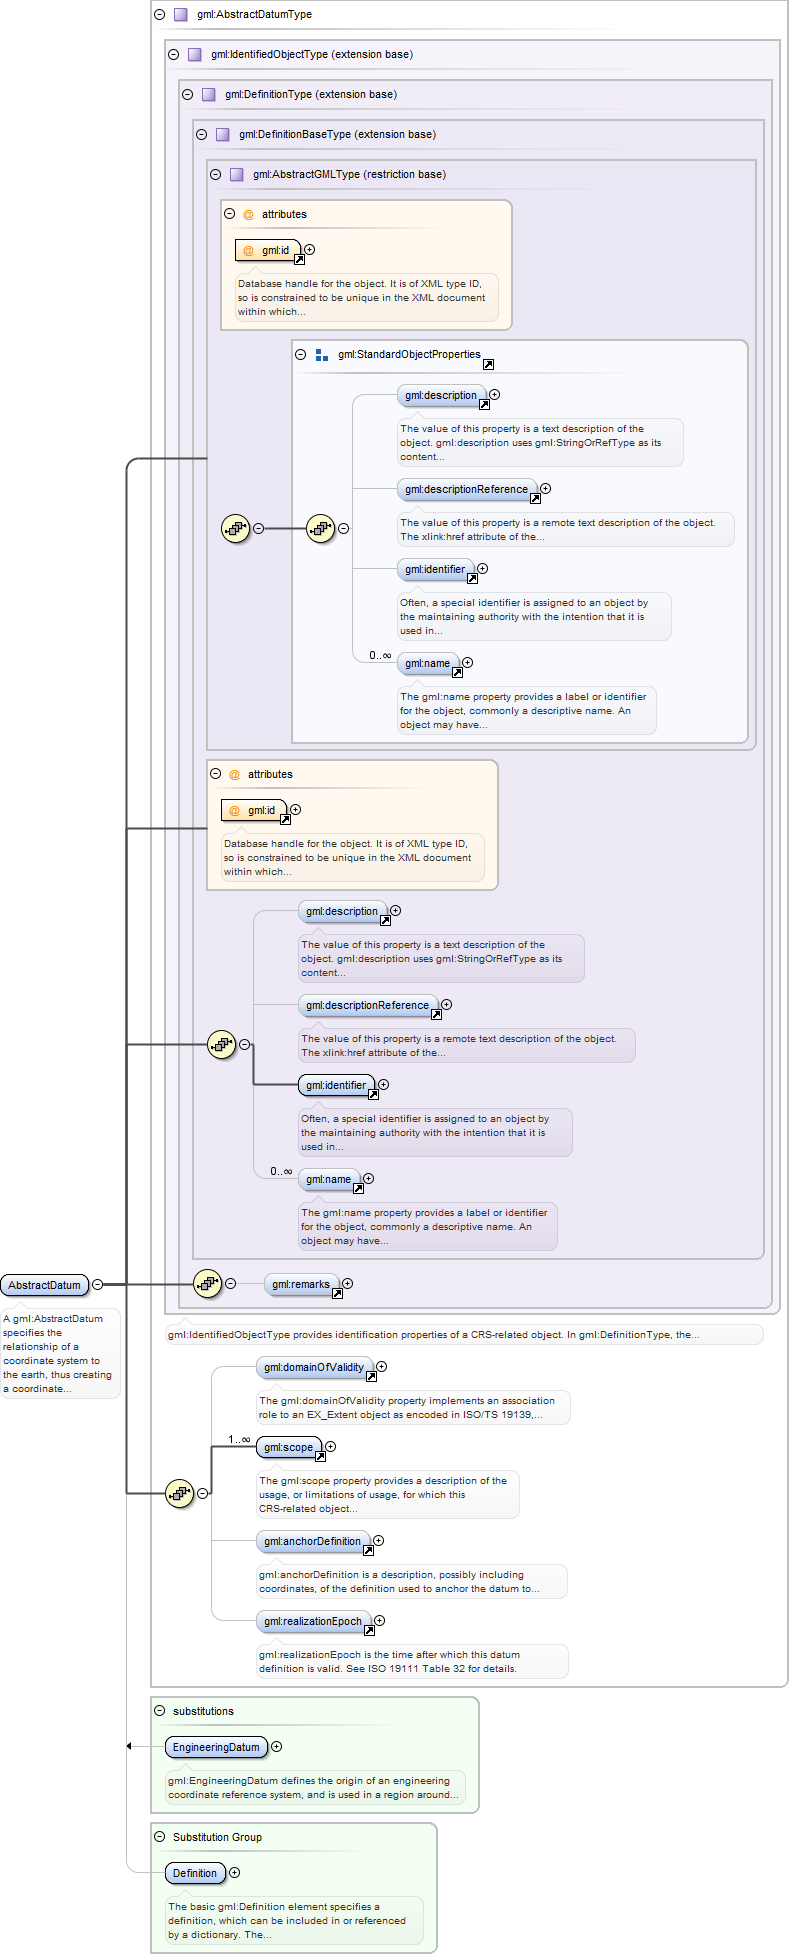 gml:AbstractDatumType
gml:IdentifiedObjectType (extension base)
gml:DefinitionType (extension base)
gml:DefinitionBaseType (extension base)
gml:AbstractGMLType (restriction base)
@ attributes
@ gml:id
Database handle for the object. It is of XML type ID,
so is constrained to be unique in the XML document
within which...
gml:StandardObjectProperties
gml:description
The value of this property is a text description of the
object. gml:description uses gml:StringOrRefType as its
content...
gml:descriptionReference
The value of this property is a remote text description of the object.
The xlink:href attribute of the...
gml:identifier
Often, a special identifier is assigned to an object by
the maintaining authority with the intention that it is
used in...
0..∞
gml:name
The gml:name property provides a label or identifier
for the object, commonly a descriptive name. An
object may have...
@ attributes
@ gml:id
Database handle for the object. It is of XML type ID,
so is constrained to be unique in the XML document
within which...
gml:description
The value of this property is a text description of the
object. gml:description uses gml:StringOrRefType as its
content...
gml:descriptionReference
The value of this property is a remote text description of the object.
The xlink:href attribute of the...
gml:identifier
Often, a special identifier is assigned to an object by
the maintaining authority with the intention that it is
used in...
0..∞
gml:name
The gml:name property provides a label or identifier
for the object, commonly a descriptive name. An
object may have...
AbstractDatum
A gml:AbstractDatum
specifies the
relationship of a
coordinate system to
the earth, thus creating
a coordinate...
gml:remarks
gml:IdentifiedObjectType provides identification properties of a CRS-related object. In gml:DefinitionType, the...
gml:domainOfValidity
The gml:domainOfValidity property implements an association
role to an EX_Extent object as encoded in ISO/TS 19139,...
1..∞
gml:scope
The gml:scope property provides a description of the
usage, or limitations of usage, for which this
CRS-related object...
gml:anchorDefinition
gml:anchorDefinition is a description, possibly including
coordinates, of the definition used to anchor the datum to...
gml:realizationEpoch
gml:realizationEpoch is the time after which this datum
definition is valid. See ISO 19111 Table 32 for details.
substitutions
EngineeringDatum
gml:EngineeringDatum defines the origin of an engineering
coordinate reference system, and is used in a region around...
Substitution Group
Definition
The basic gml:Definition element specifies a
definition, which can be included in or referenced
by a dictionary. The...